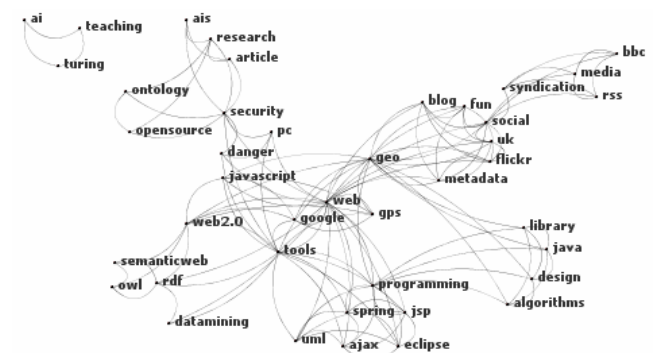 ai
teaching
turing
ais
research
article
ontology
opensource
security
pc
danger
javascript
bbc
media
syndication
rss
blog
fun
social
uk
flickr
geo
metadata
web
google
gps
web2.0
tools
semanticweb
owl
rdf
datamining
library
java
design
algorithms
programming
spring
jsp
uml
ajax
eclipse